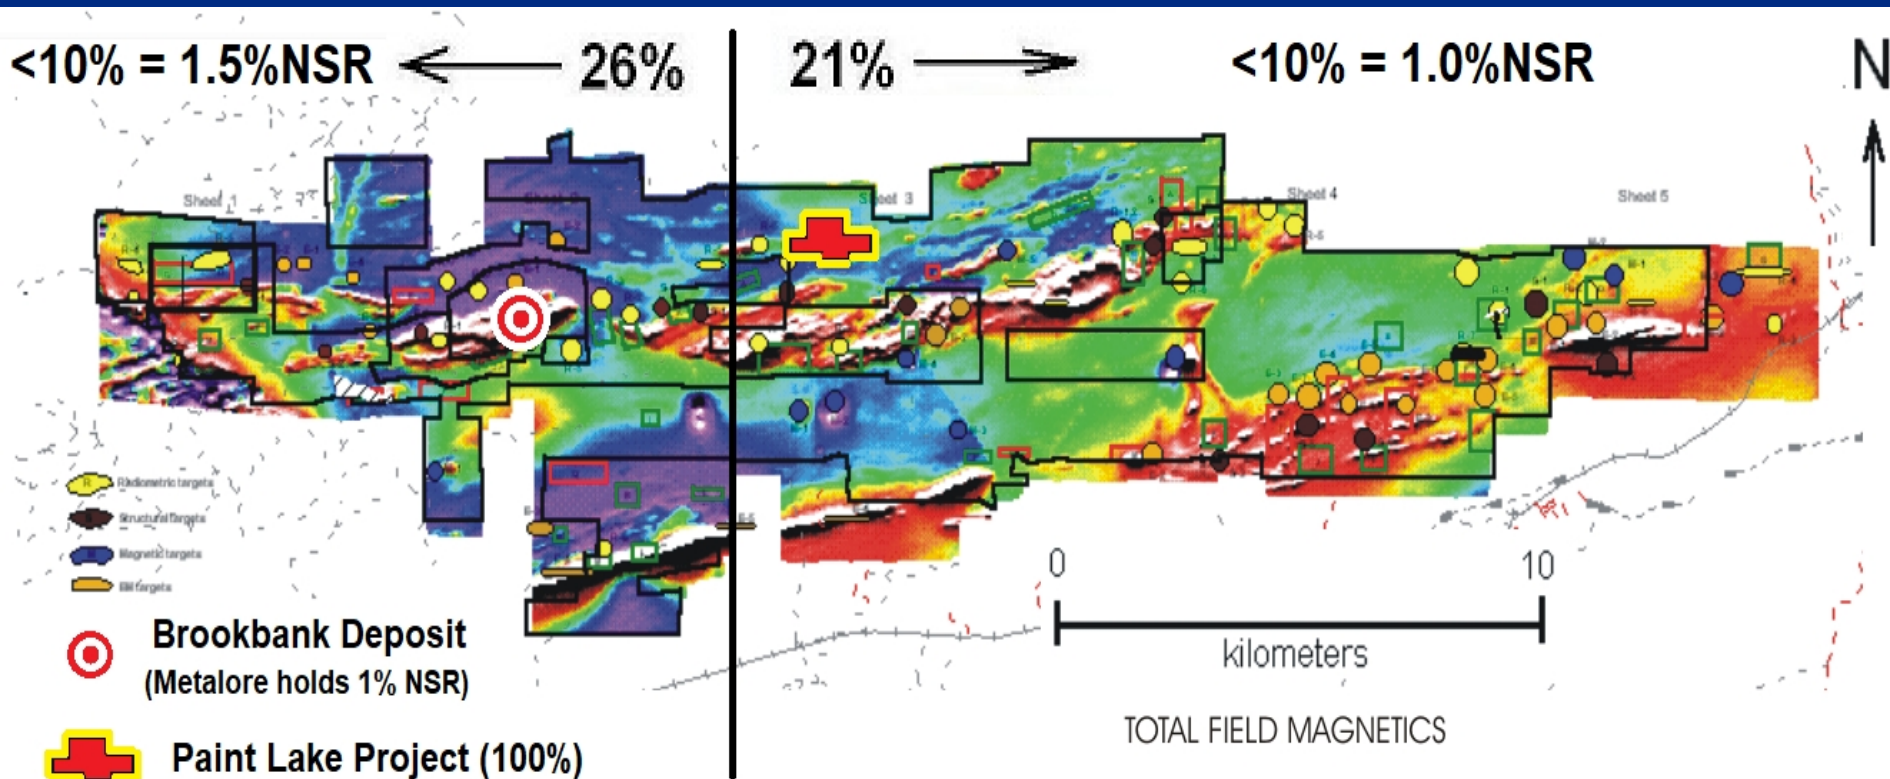 <10% = 1.5%NSR
26%
21%
<10% = 1.0%NSR
N
Sheet 1
Sheet 3
Sheet 4
Sheet 5
Radiometric targets
Structural targets
Magnetic targets
EM targets
Brookbank Deposit
(Metalore holds 1% NSR)
Paint Lake Project (100%)
0
10
kilometers
TOTAL FIELD MAGNETICS